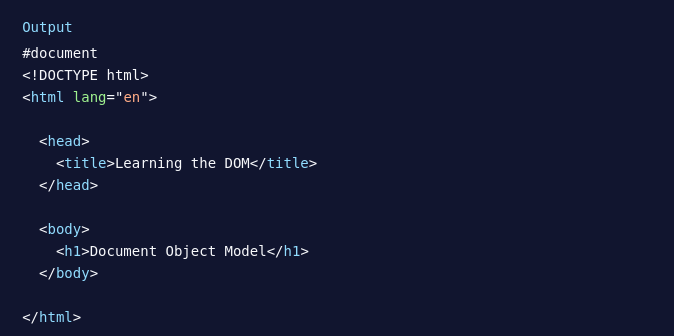 Output
#document
<!DOCTYPE html>
<html lang="en">
<head>
<title>Learning the DOM</title>
</head>
<body>
<h1>Document Object Model</h1>
</body>
</html>